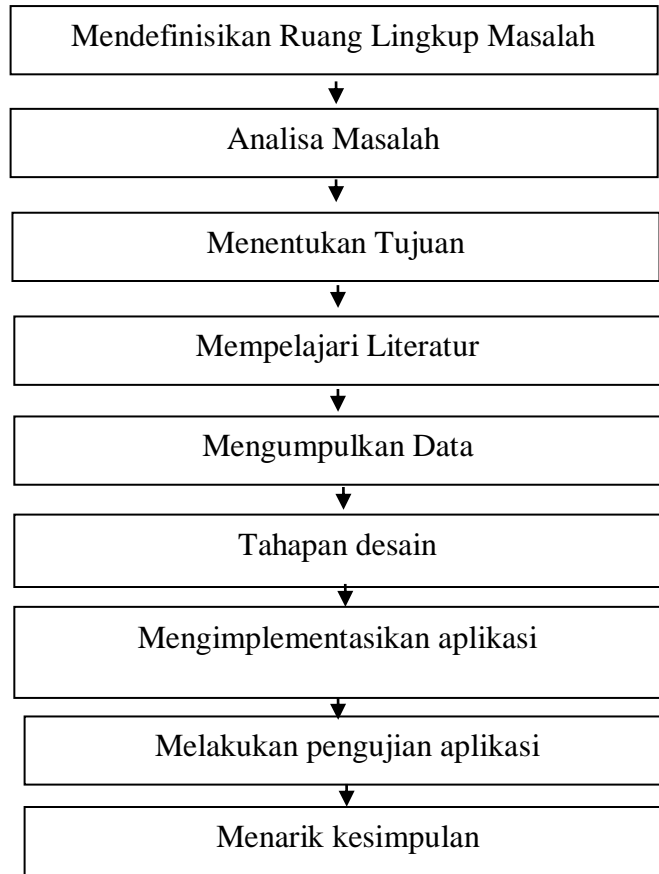 Mendefinisikan Ruang Lingkup Masalah
Analisa Masalah
Menentukan Tujuan
Mempelajari Literatur
Mengumpulkan Data
Tahapan desain
Mengimplementasikan aplikasi
Melakukan pengujian aplikasi
Menarik kesimpulan